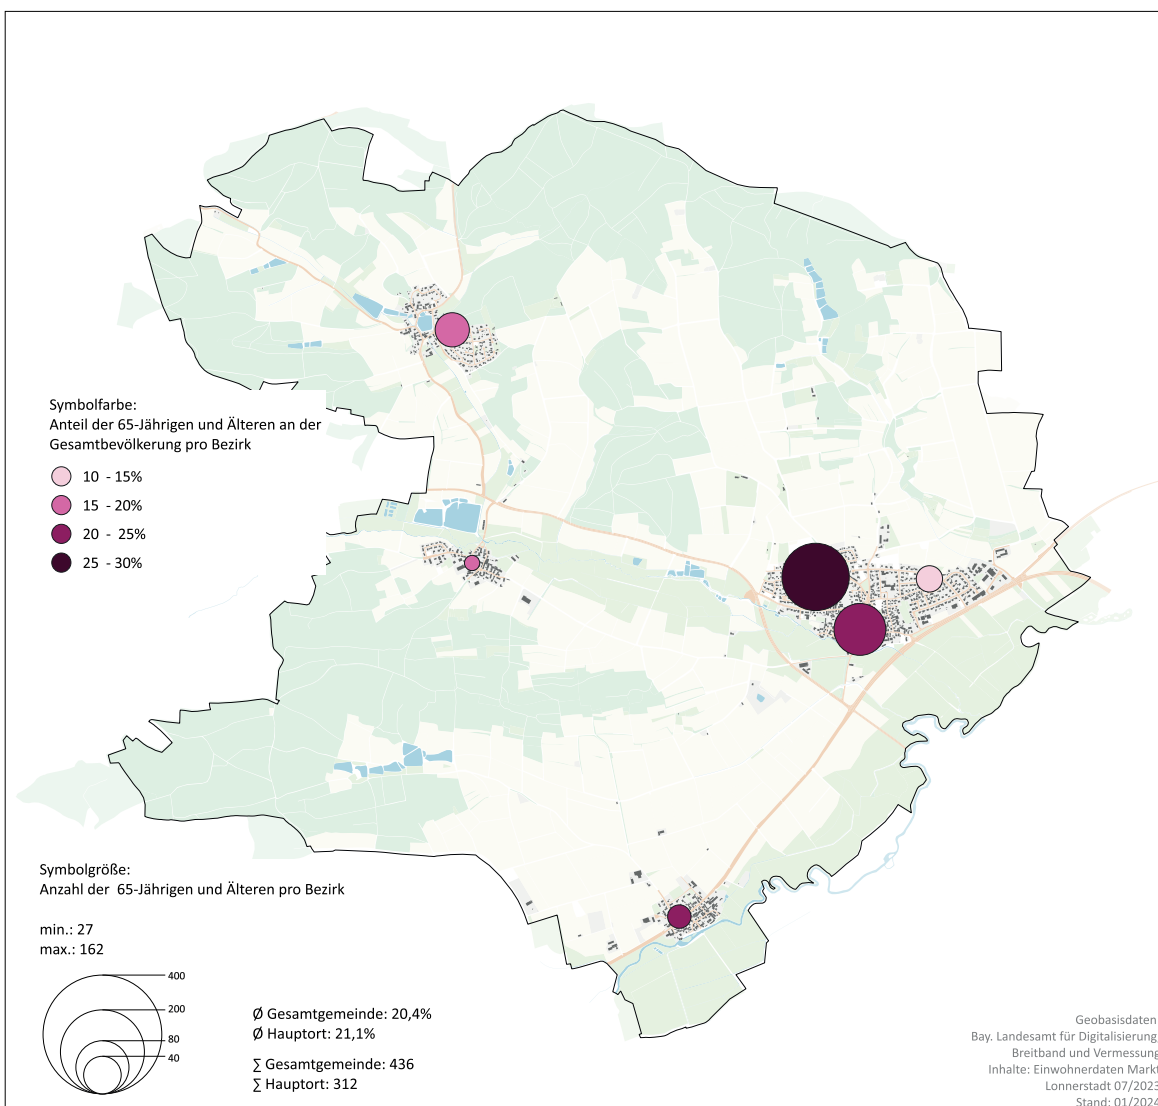 Symbolfarbe:
Anteil der 65-Jährigen und Älteren an der
Gesamtbevölkerung pro Bezirk
10 - 15%
15 - 20%
20 - 25%
25 - 30%
Symbolgröße:
Anzahl der 65-Jährigen und Älteren pro Bezirk
min.: 27
max.: 162
400
200
80
40
Ø Gesamtgemeinde: 20,4%
Ø Hauptort: 21,1%
∑ Gesamtgemeinde: 436
∑ Hauptort: 312
Geobasisdaten
Bay. Landesamt für Digitalisierung,
Breitband und Vermessung
Inhalte: Einwohnerdaten Markt
Lonnerstadt 07/2023
Stand: 01/2024